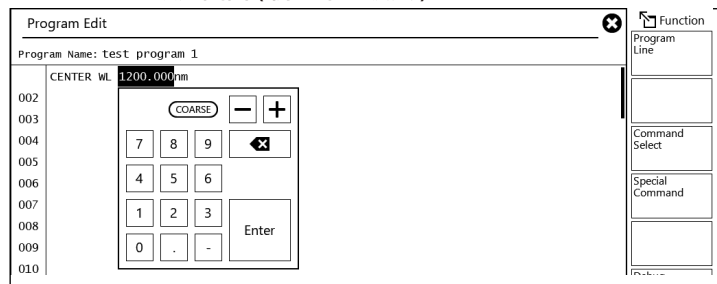 Program Edit
Function
Program Name: test program 1
Program
Line
CENTER WL 1200.000nm
002
003
004
005
006
007
008
009
010
COARSE
- +
7 8 9
4 5 6
1 2 3
0 . -
Enter
Command
Select
Special
Command